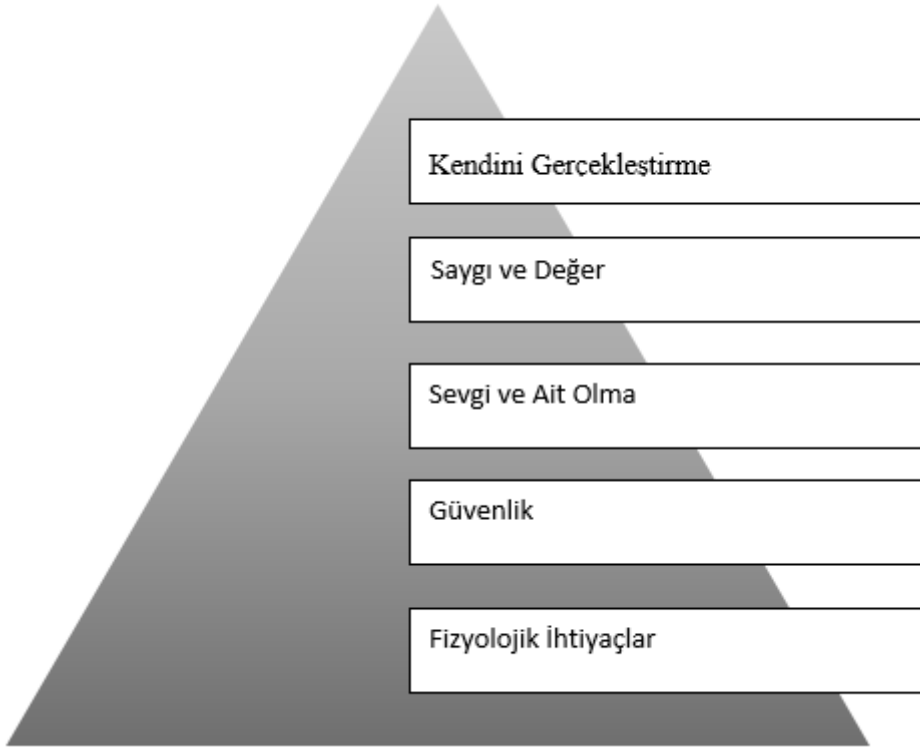 Kendini Gerçekleştirme
Saygı ve Değer
Sevgi ve Ait Olma
Güvenlik
Fizyolojik İhtiyaçlar